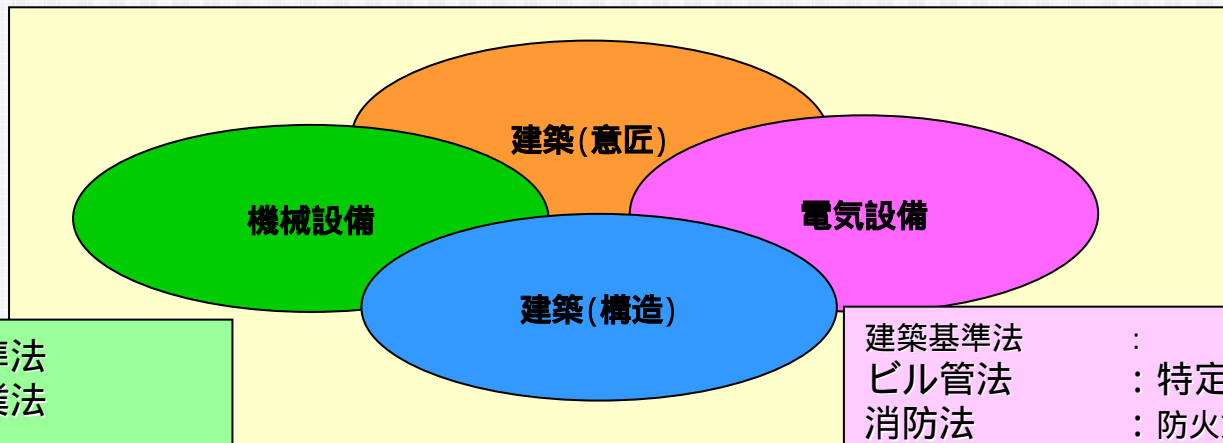 建築(意匠)
機械設備
電気設備
建築(構造)
準法
業法
建築基準法 :
ビル管法 : 特定
消防法 : 防火